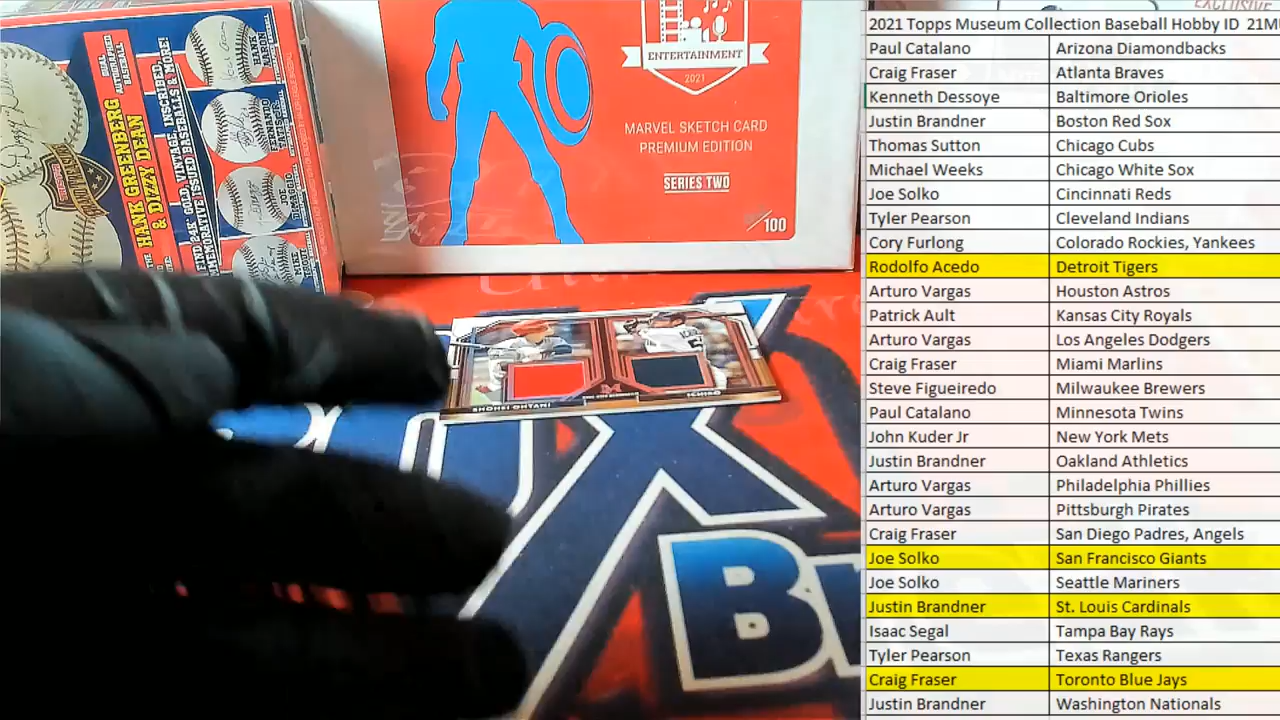 HANK GREENBERG
& DIZZY DEAN
HANK
AARON
FERNANDO
JOE
DIMAGGIO
MIKE
ENTERTAINMENT
2021
MARVEL SKETCH CARD
PREMIUM EDITION
SERIES TWO
/100
SHOHEI OHTANI
ICHIRO
B
EXCLUSIVE
2021 Topps Museum Collection Baseball Hobby ID 21M
Paul Catalano Arizona Diamondbacks
Craig Fraser Atlanta Braves
Kenneth Dessoye Baltimore Orioles
Justin Brandner Boston Red Sox
Thomas Sutton Chicago Cubs
Michael Weeks Chicago White Sox
Joe Solko Cincinnati Reds
Tyler Pearson Cleveland Indians
Cory Furlong Colorado Rockies, Yankees
Rodolfo Acedo Detroit Tigers
Arturo Vargas Houston Astros
Patrick Ault Kansas City Royals
Arturo Vargas Los Angeles Dodgers
Craig Fraser Miami Marlins
Steve Figueiredo Milwaukee Brewers
Paul Catalano Minnesota Twins
John Kuder Jr New York Mets
Justin Brandner Oakland Athletics
Arturo Vargas Philadelphia Phillies
Arturo Vargas Pittsburgh Pirates
Craig Fraser San Diego Padres, Angels
Joe Solko San Francisco Giants
Joe Solko Seattle Mariners
Justin Brandner St. Louis Cardinals
Isaac Segal Tampa Bay Rays
Tyler Pearson Texas Rangers
Craig Fraser Toronto Blue Jays
Justin Brandner Washington Nationals